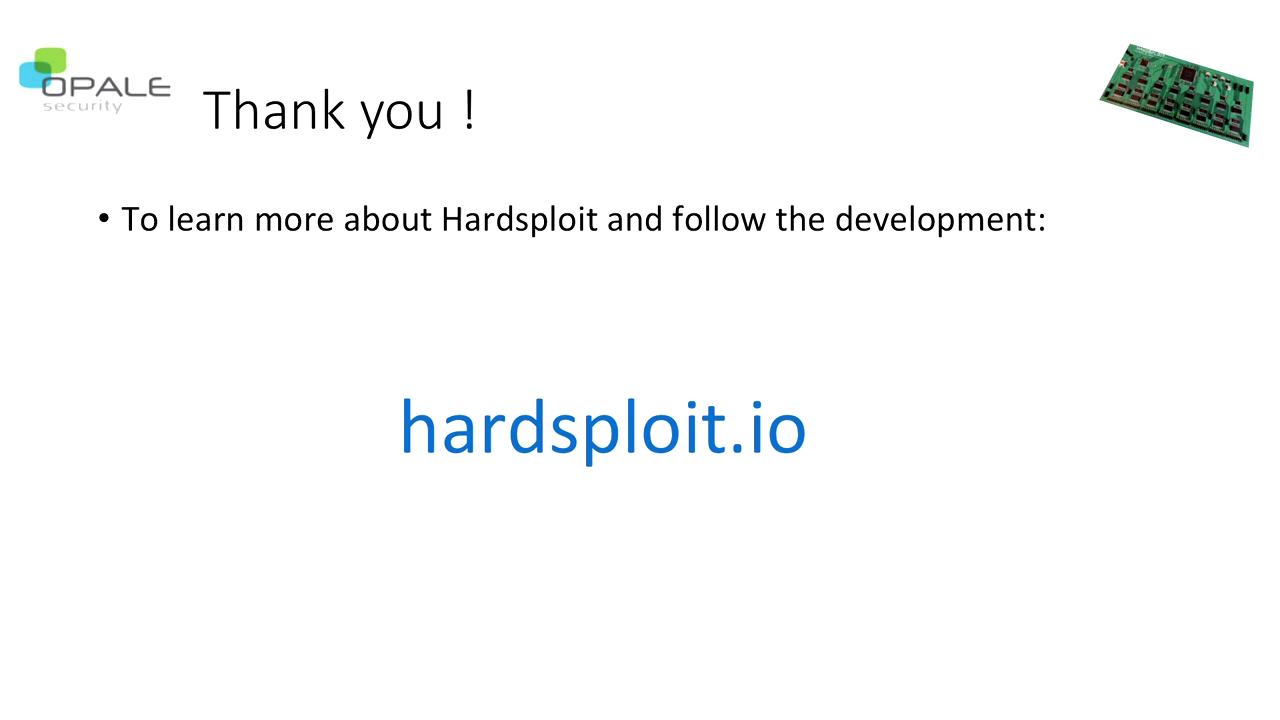 OPALE
security
Thank you !
• To learn more about Hardsploit and follow the development:
hardsploit.io